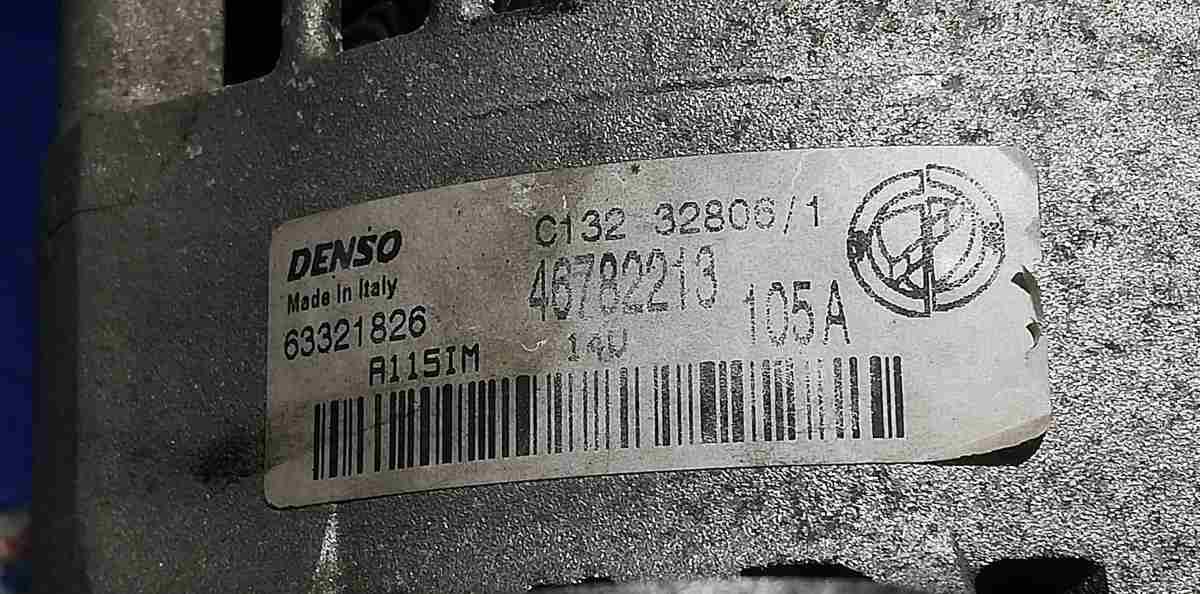 DENSO
Made In Italy
63321826
A115IM
C132 32806/1
46782213
14V
105A